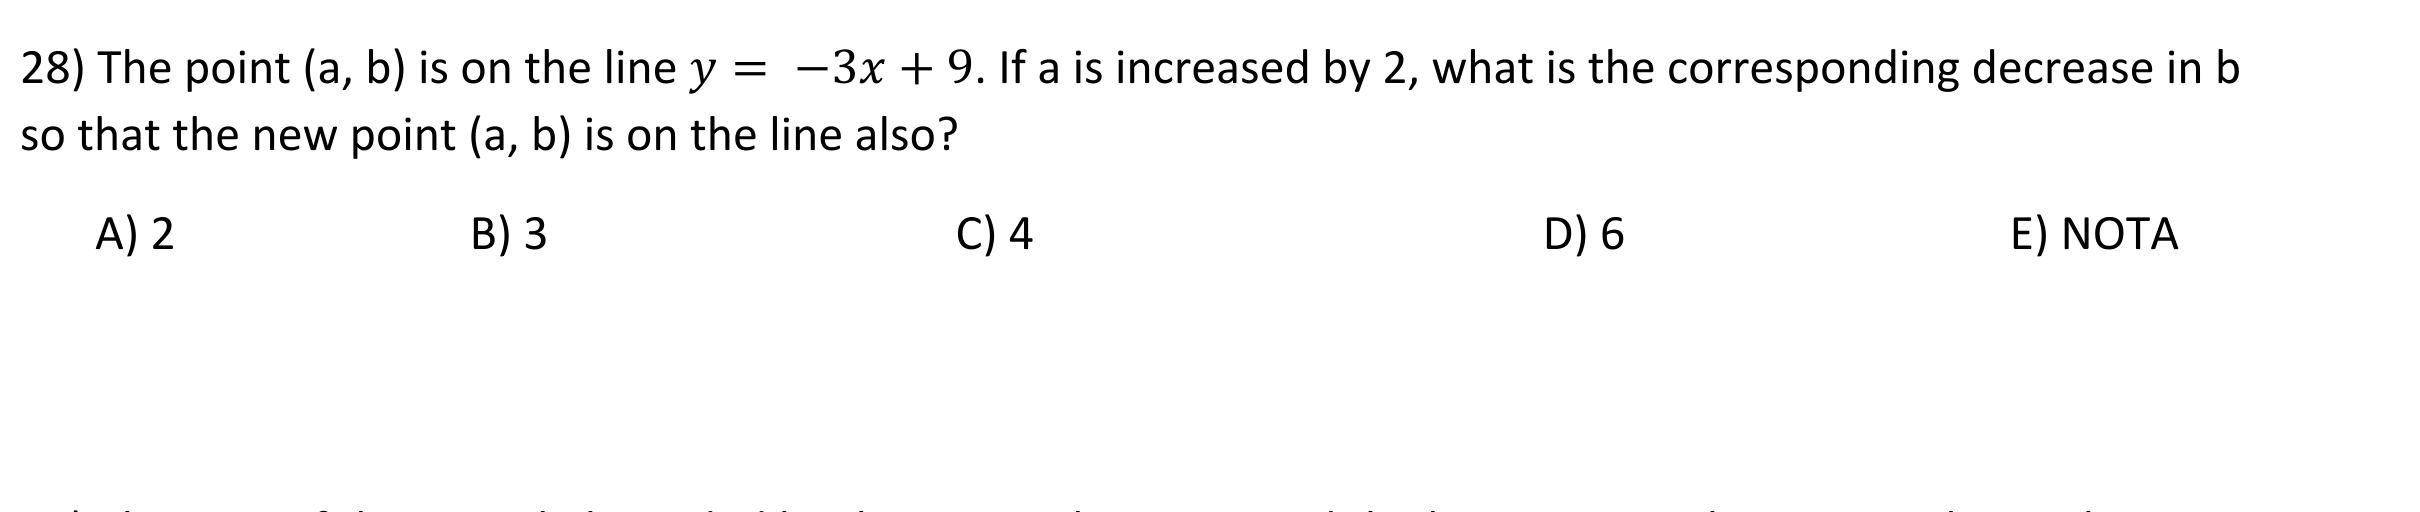 28) The point (a, b) is on the line y = −3x + 9. If a is increased by 2, what is the corresponding decrease in b
so that the new point (a, b) is on the line also?
A) 2 B) 3 C) 4 D) 6 E) NOTA